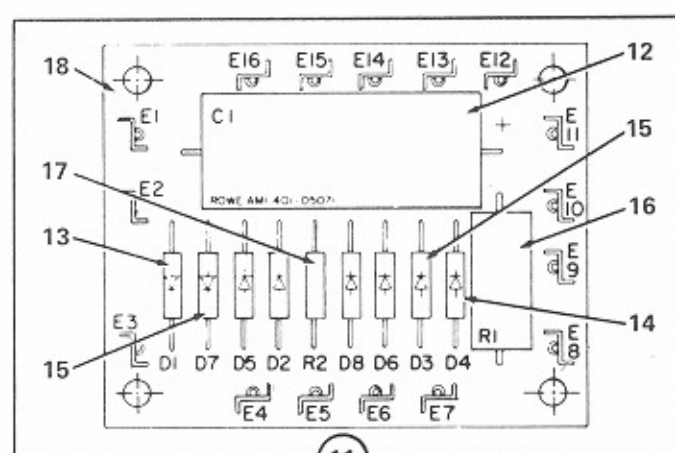 E16 E15 E14 E13 E12
12
18
E1
C1
+
E
11
15
17
E2
ROWE AMI 401-05071
E
10
16
13
E
9
E3
14
15
R1
E
8
D1 D7 D5 D2 R2 D8 D6 D3 D4
E4 E5 E6 E7